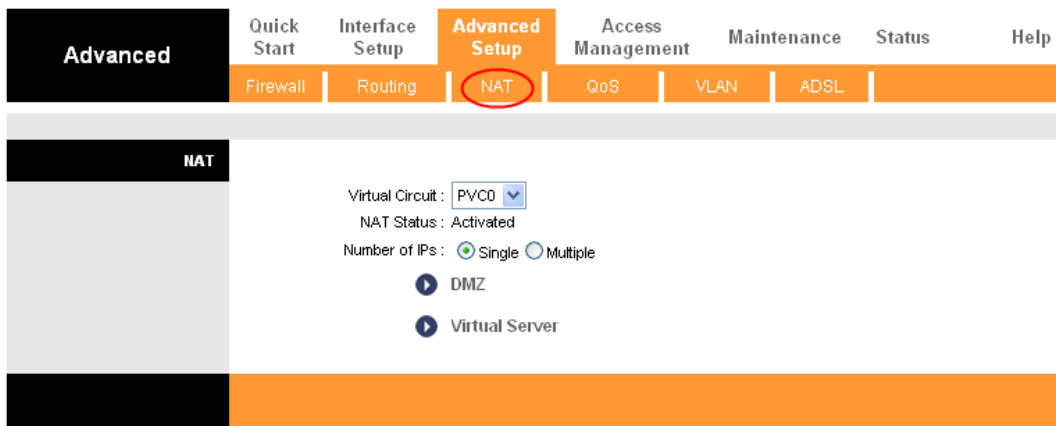 Advanced
Quick Start
Interface Setup
Advanced Setup
Access Management
Maintenance
Status
Help
Firewall
Routing
NAT
QoS
VLAN
ADSL
NAT
Virtual Circuit : PVC0
NAT Status : Activated
Number of IPs : Single Multiple
DMZ
Virtual Server